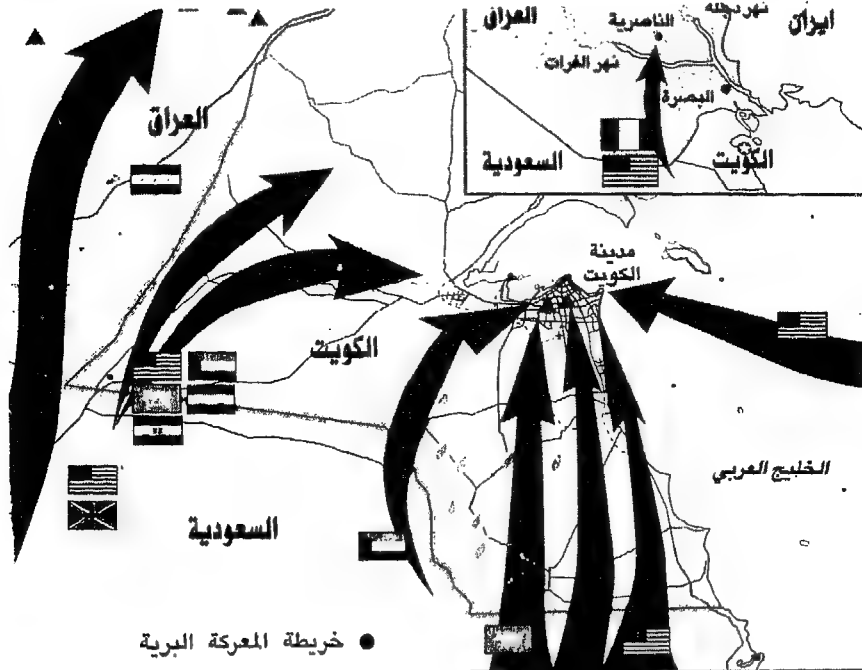 العراق
نهر دجلة
ايران
الناصرية
نهر الفرات
البصرة
السعودية
الكويت
العراق
مدينة
الكويت
الكويت
الخليج العربي
السعودية
● خريطة المعركة البرية